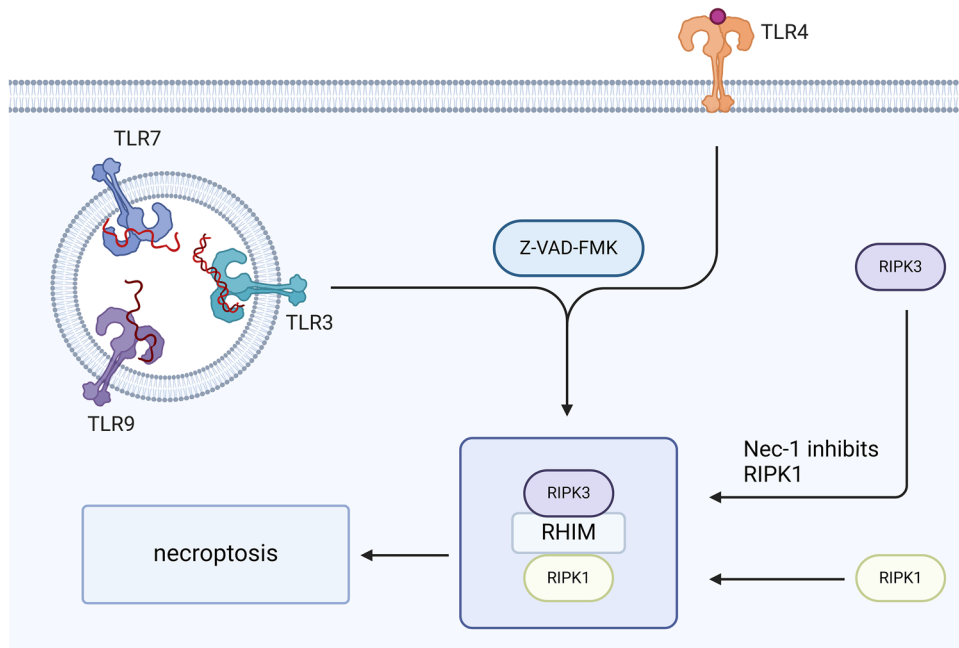 TLR4
TLR7
Z-VAD-FMK
RIPK3
TLR3
TLR9
Nec-1 inhibits
RIPK1
RIPK3
RHIM
necroptosis
RIPK1
RIPK1